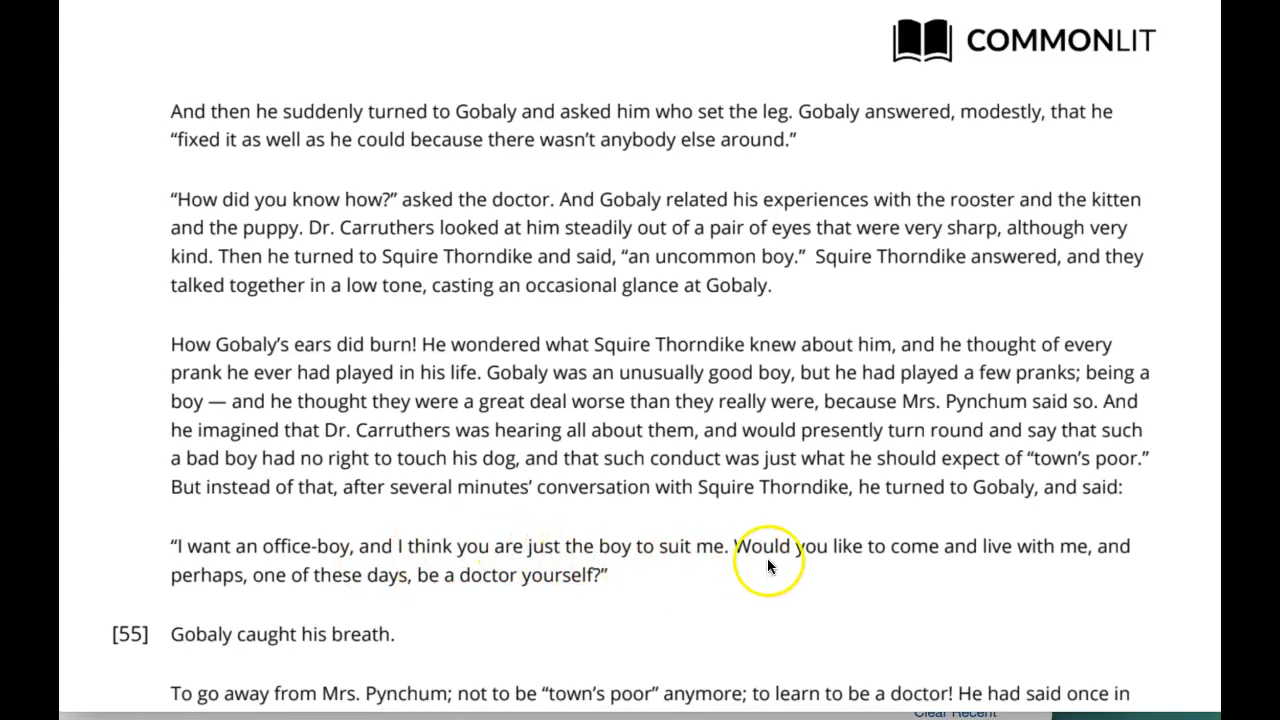 COMMONLIT
And then he suddenly turned to Gobaly and asked him who set the leg. Gobaly answered, modestly, that he
“fixed it as well as he could because there wasn’t anybody else around.”
“How did you know how?” asked the doctor. And Gobaly related his experiences with the rooster and the kitten
and the puppy. Dr. Carruthers looked at him steadily out of a pair of eyes that were very sharp, although very
kind. Then he turned to Squire Thorndike and said, “an uncommon boy.” Squire Thorndike answered, and they
talked together in a low tone, casting an occasional glance at Gobaly.
How Gobaly’s ears did burn! He wondered what Squire Thorndike knew about him, and he thought of every
prank he ever had played in his life. Gobaly was an unusually good boy, but he had played a few pranks; being a
boy — and he thought they were a great deal worse than they really were, because Mrs. Pynchum said so. And
he imagined that Dr. Carruthers was hearing all about them, and would presently turn round and say that such
a bad boy had no right to touch his dog, and that such conduct was just what he should expect of “town’s poor.”
But instead of that, after several minutes’ conversation with Squire Thorndike, he turned to Gobaly, and said:
“I want an office-boy, and I think you are just the boy to suit me. Would you like to come and live with me, and
perhaps, one of these days, be a doctor yourself?”
[55] Gobaly caught his breath.
To go away from Mrs. Pynchum; not to be “town’s poor” anymore; to learn to be a doctor! He had said once in
Clear Recent